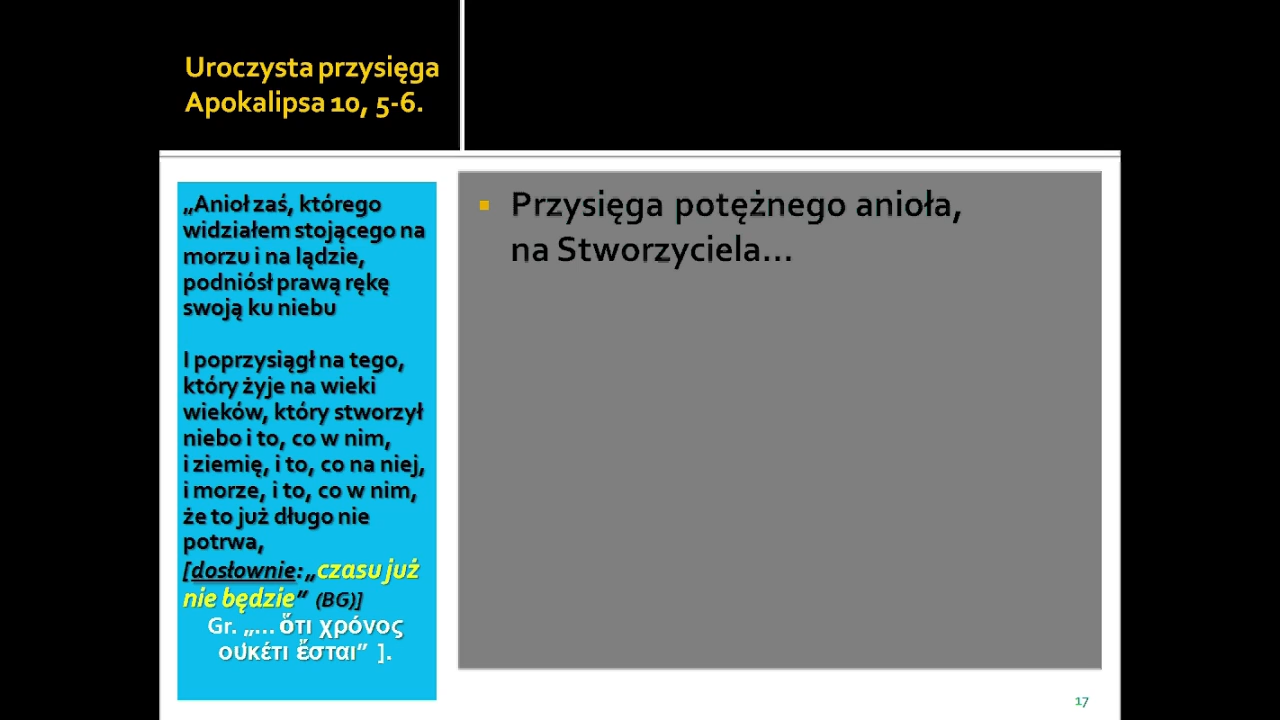 Uroczysta przysięga
Apokalipsa 10, 5-6.
„Anioł zaś, którego
widziałem stojącego na
morzu i na lądzie,
podniósł prawą rękę
swoją ku niebu
I poprzysiągł na tego,
który żyje na wieki
wieków, który stworzył
niebo i to, co w nim,
i ziemię, i to, co na niej,
i morze, i to, co w nim,
że to już długo nie
potrwa,
[dosłownie: „czasu już
nie będzie” (BG)]
Gr. „... ὅτι χρόνος
οὐκέτι ἔσται” ].
Przysięga potężnego anioła,
na Stworzyciela...
17